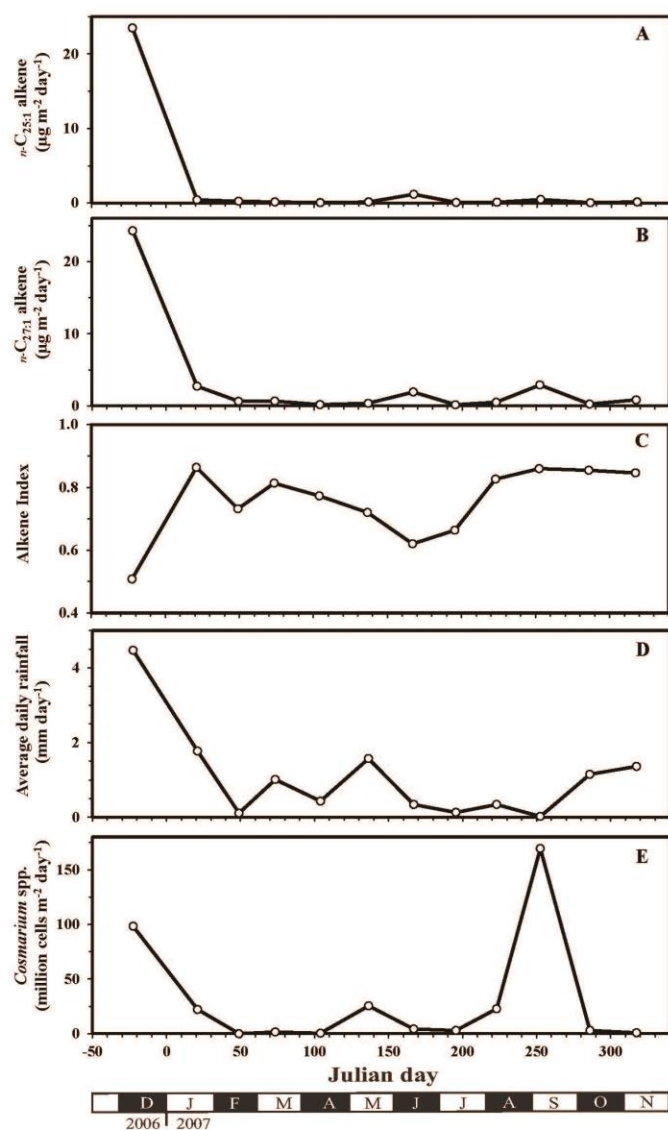 A
n-C25:1 alkene
(µg m-2 day-1)
20
10
0
B
n-C27:1 alkene
(µg m-2 day-1)
20
10
0
C
Alkene Index
1.0
0.8
0.6
0.4
D
Average daily rainfall
(mm day-1)
4
2
0
E
Cosmarium spp.
(million cells m-2 day-1)
150
100
50
0
-50 0 50 100 150 200 250 300
Julian day
D J F M A M J J A S O N
2006 2007